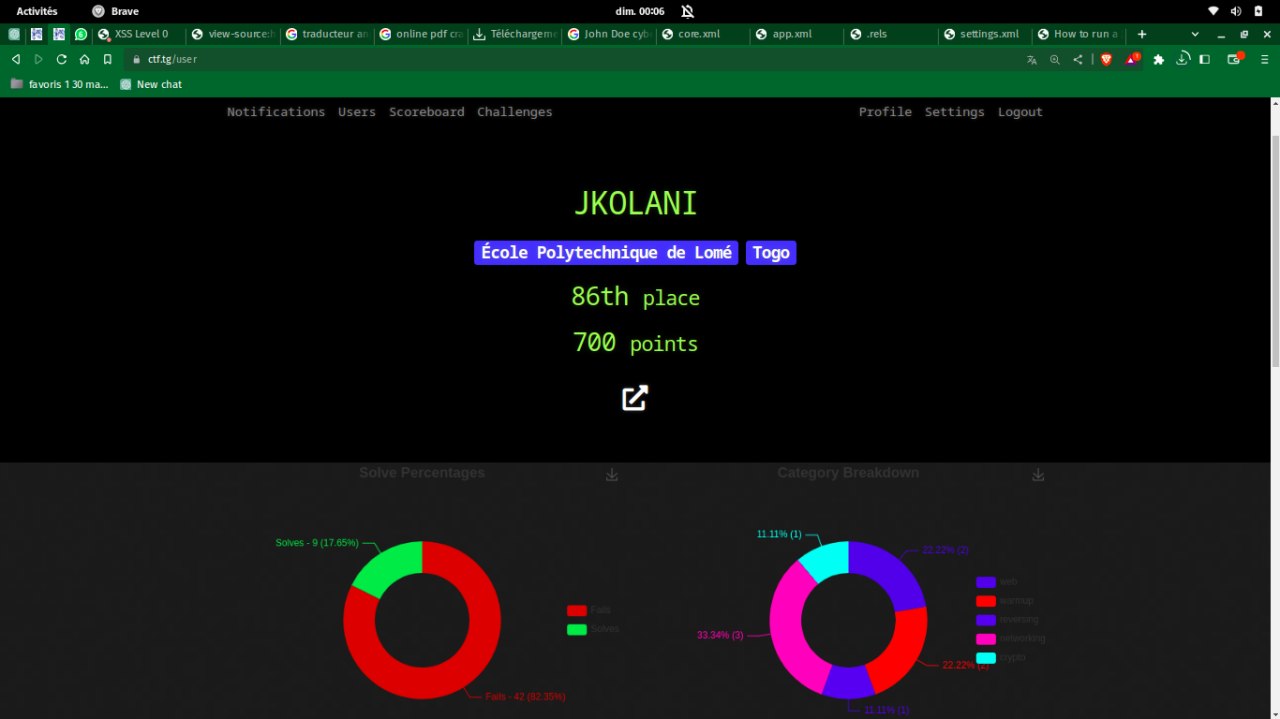 Activités Brave dim. 00:06
XSS Level 0 view-source:h traducteur an online pdf cra Téléchargeme John Doe cyb core.xml app.xml .rels settings.xml How to run a
ctf.tg/user
favoris 1 30 ma... New chat
Notifications Users Scoreboard Challenges Profile Settings Logout
JKOLANI
École Polytechnique de Lomé Togo
86th place
700 points
Solve Percentages Category Breakdown
11.11% (1)
Solves - 9 (17.65%) 22.22% (2)
web
warmup
Fails reversing
Solves networking
33.34% (3) crypto
22.22% (2)
Fails - 42 (82.35%)
11.11% (1)